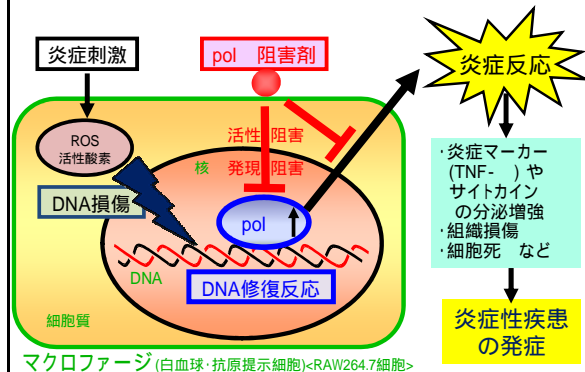 炎症刺激
pol 阻害剤
炎症反応
ROS
活性酸素
活性 阻害
発現 阻害
核
DNA損傷
pol
DNA
DNA修復反応
細胞質
・炎症マーカー
(TNF- )や
サイトカイン
の分泌増強
・組織損傷
・細胞死 など
炎症性疾患
の発症
マクロファージ(白血球・抗原提示細胞)<RAW264.7細胞>